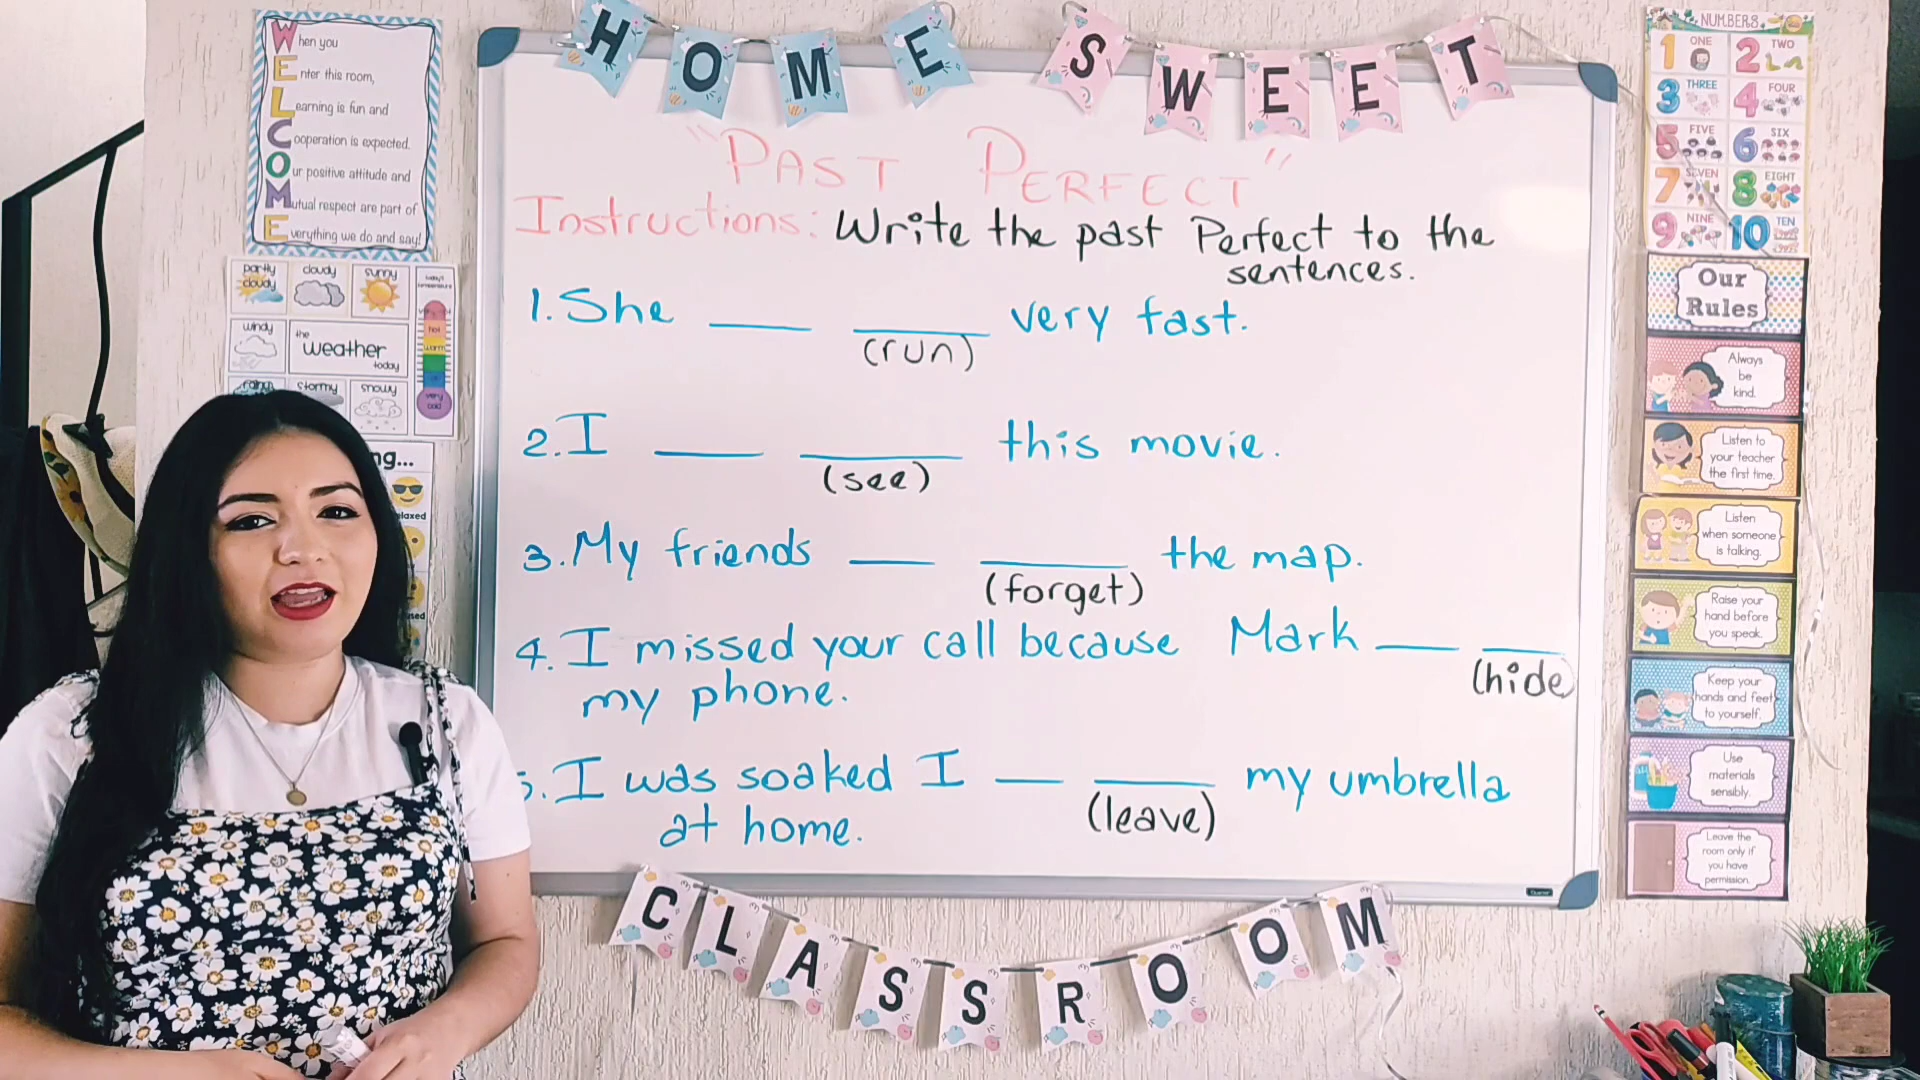 HOME SWEET
"PAST PERFECT"
Instructions: Write the past Perfect to the
sentences.
1. She ___ ___ very fast.
(run)
2. I ___ ___ this movie.
(see)
3. My friends ___ ___ the map.
(forget)
4. I missed your call because Mark ___ ___
(hide)
my phone.
5. I was soaked I ___ ___ my umbrella
(leave)
at home.
CLASSROOM
When you
Enter this room,
Learning is fun and
Cooperation is expected.
Our positive attitude and
Mutual respect are part of
Everything we do and say!
partly cloudy
cloudy
sunny
windy
the
weather
today
hot
warm
very cold
stormy
snowy
ng...
laxed
NUMBERS
1 ONE
2 TWO
3 THREE
4 FOUR
5 FIVE
6 SIX
7 SEVEN
8 EIGHT
9 NINE
10 TEN
Our
Rules
Always
be
kind.
Listen to
your teacher
the first time.
Listen
when someone
is talking.
Raise your
hand before
you speak.
Keep your
hands and feet
to yourself.
Use
materials
sensibly.
Leave the
room only if
you have
permission.